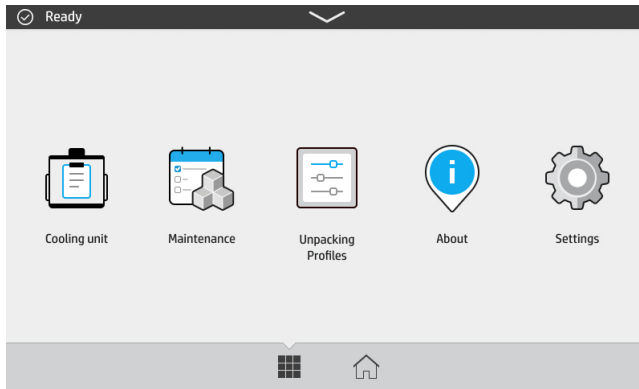 Ready
Cooling unit
Maintenance
Unpacking
Profiles
About
Settings